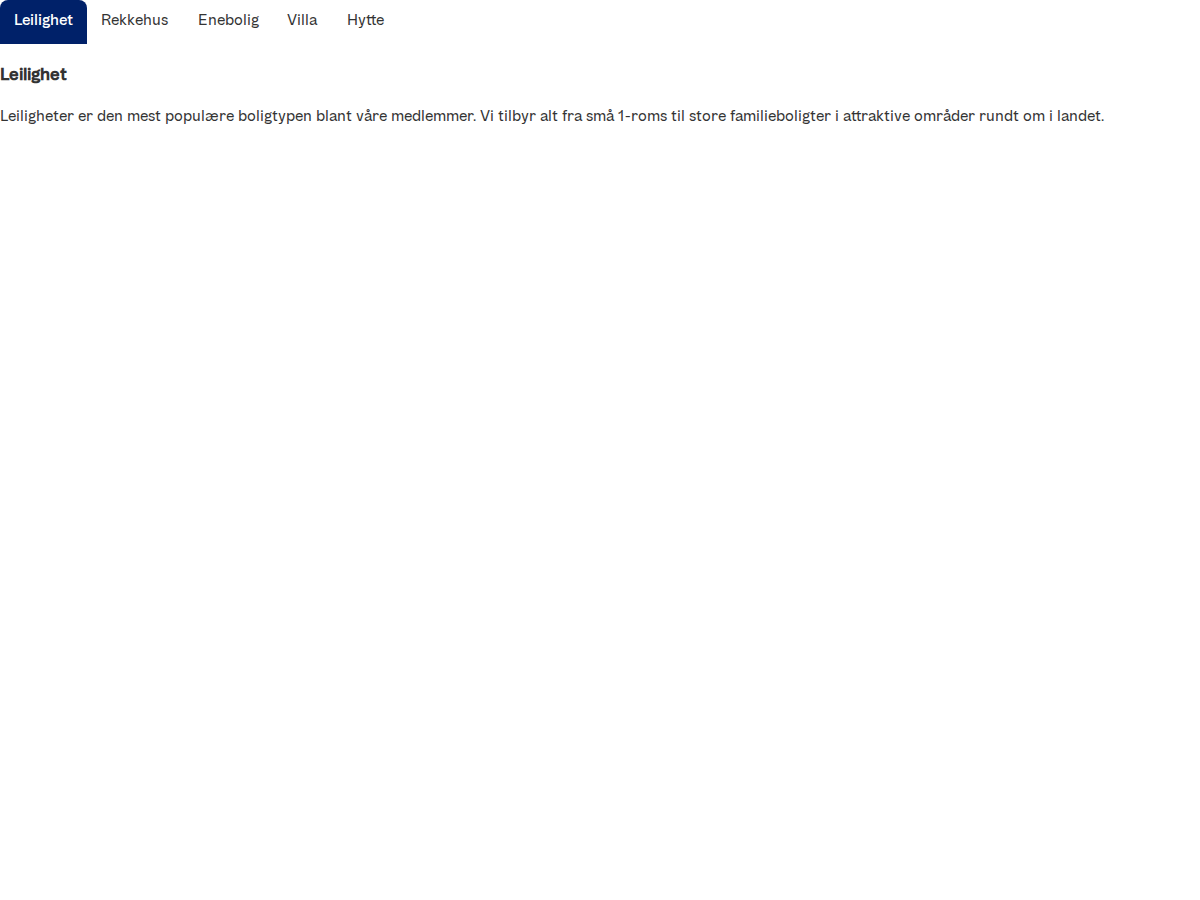 Leilighet Rekkehus Enebolig Villa Hytte
Leilighet
Leiligheter er den mest populære boligtypen blant våre medlemmer. Vi tilbyr alt fra små 1-roms til store familieboligter i attraktive områder rundt om i landet.